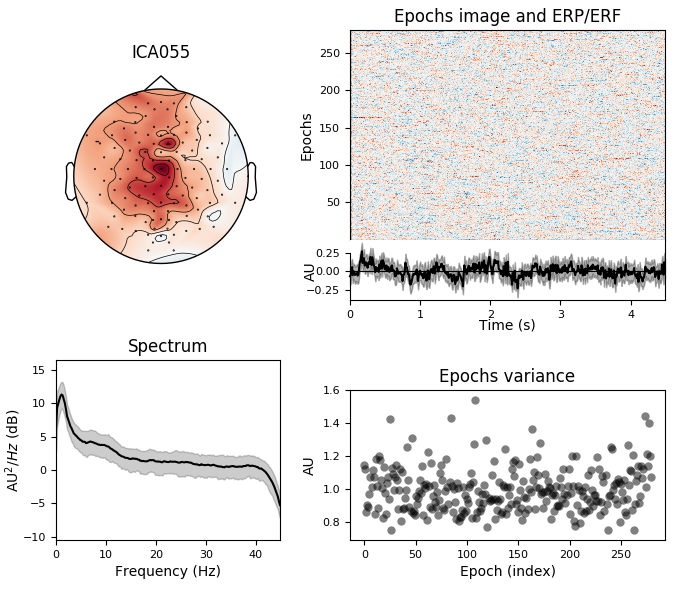 ICA055
Epochs image and ERP/ERF
Epochs
250
200
150
100
50
AU
0.25
0.00
−0.25
0 1 2 3 4
Time (s)
Spectrum
AU²/Hz (dB)
15
10
5
0
−5
−10
0 10 20 30 40
Frequency (Hz)
Epochs variance
AU
1.6
1.4
1.2
1.0
0.8
0 50 100 150 200 250
Epoch (index)